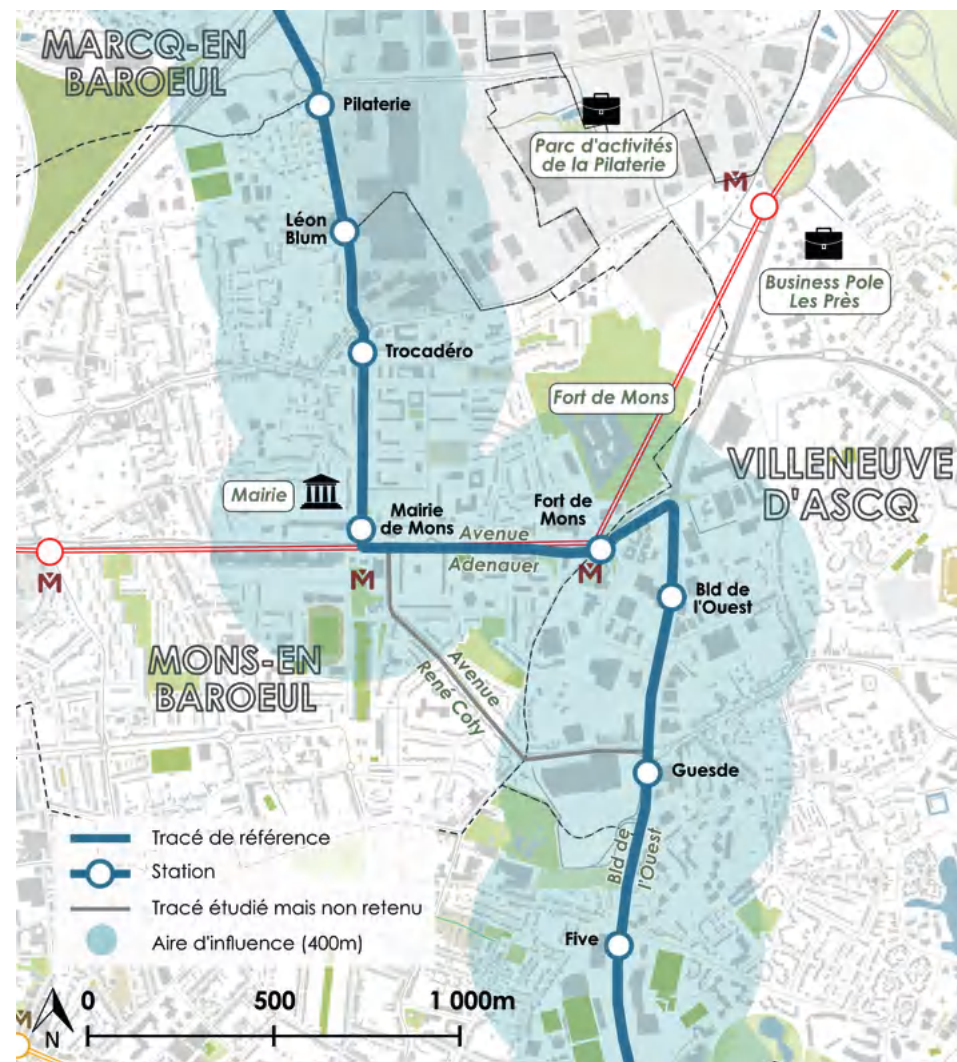 MARCQ-EN
BAROEUL
Pilaterie
Parc d'activités
de la Pilaterie
M
Léon
Blum
Business Pole
Les Près
Trocadéro
Fort de Mons
VILLENEUVE
D'ASCQ
Mairie
Mairie
de Mons
Fort de
Mons
Avenue
Adenauer
M
M
M
Bld de
l'Ouest
MONS-EN
BAROEUL
Avenue
René Coty
Guesde
Bld de
l'Ouest
Five
Tracé de référence
Station
Tracé étudié mais non retenu
Aire d'influence (400m)
0 500 1 000m
N
M